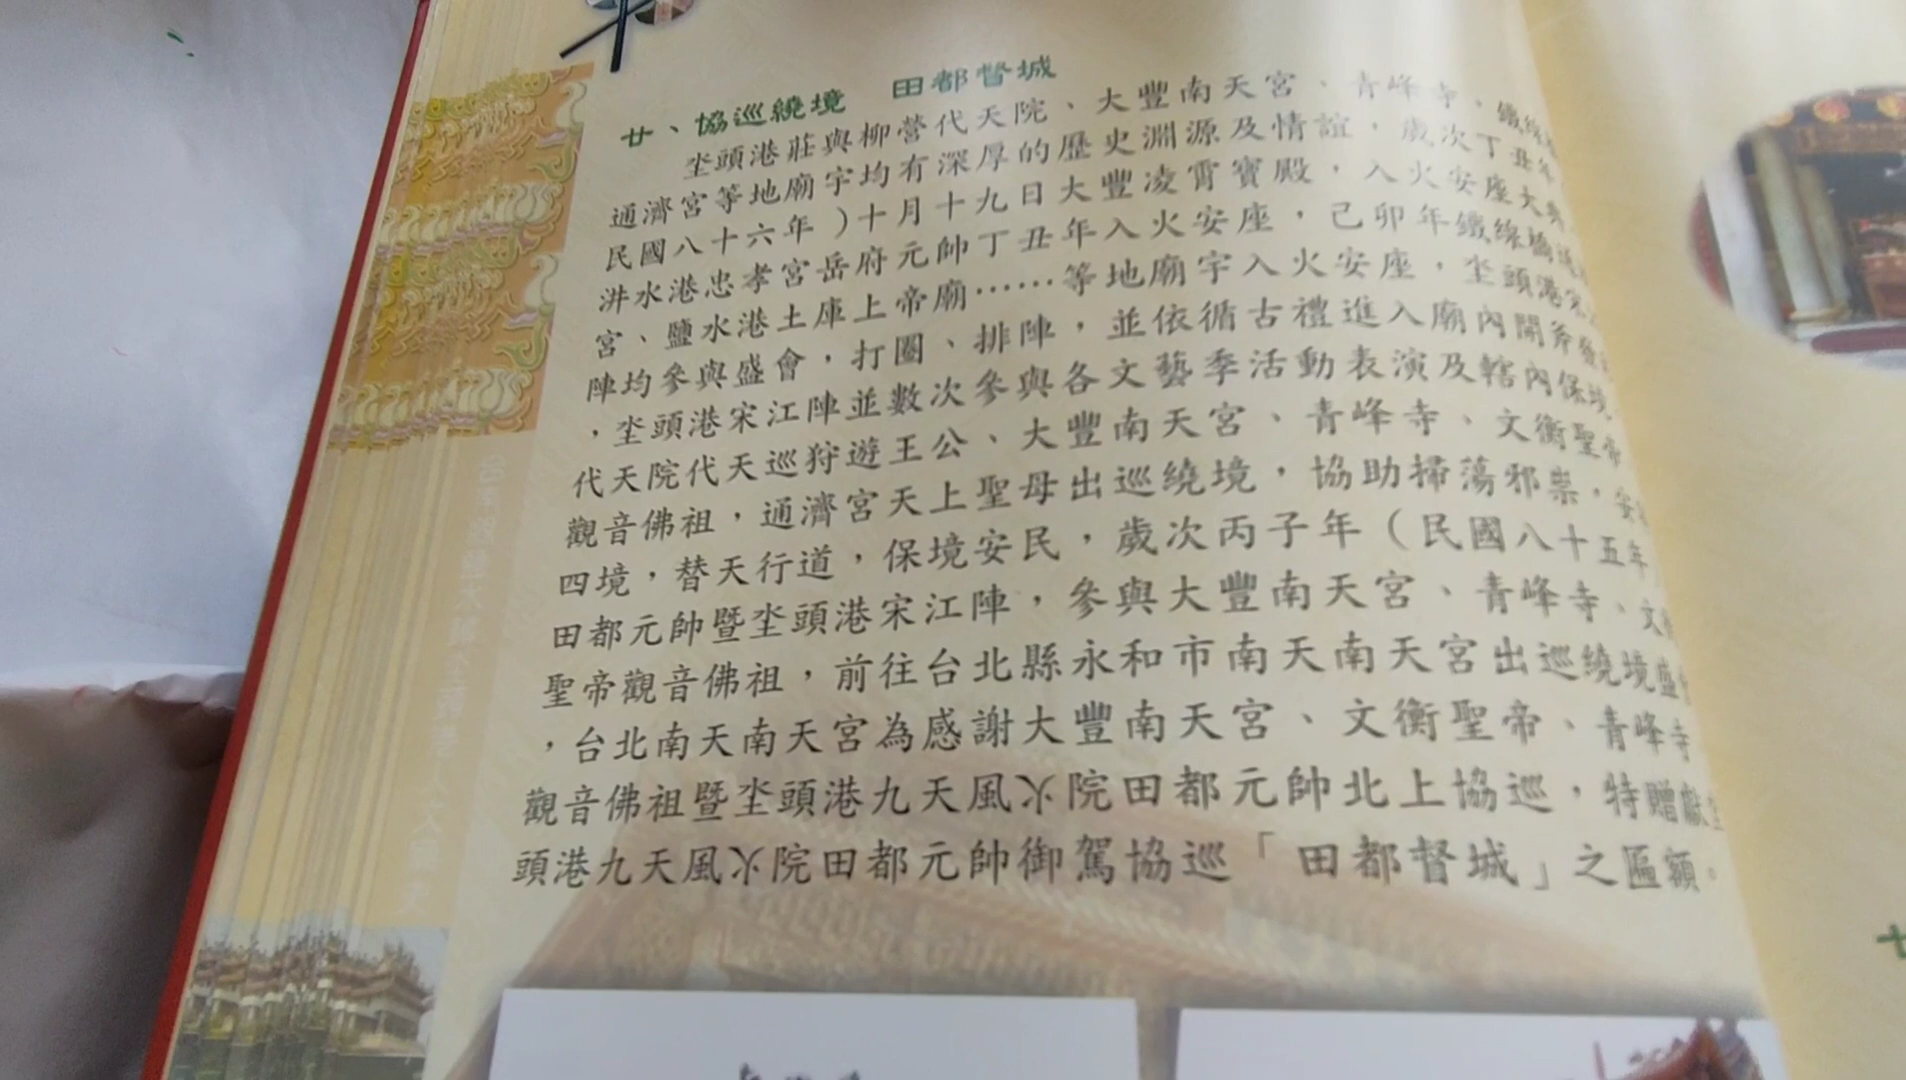 廿、協巡繞境　田都督城
坔頭港莊與柳營代天院、大豐南天宮、青峰寺、鐵線
通濟宮等地廟宇均有深厚的歷史淵源及情誼，歲次丁丑年
民國八十六年）十月十九日大豐凌霄寶殿，入火安座大典
汫水港忠孝宮岳府元帥丁丑年入火安座，己卯年鐵線橋通
宮、鹽水港土庫上帝廟……等地廟宇入火安座，坔頭港宋
陣均參與盛會，打圈、排陣，並依循古禮進入廟內開斧
，坔頭港宋江陣並數次參與各文藝季活動表演及轄內保境
代天院代天巡狩遊王公、大豐南天宮、青峰寺、文衡聖帝
觀音佛祖，通濟宮天上聖母出巡繞境，協助掃蕩邪祟，安
四境，替天行道，保境安民，歲次丙子年（民國八十五年
田都元帥暨坔頭港宋江陣，參與大豐南天宮、青峰寺、文
聖帝觀音佛祖，前往台北縣永和市南天南天宮出巡繞境盛
，台北南天南天宮為感謝大豐南天宮、文衡聖帝、青峰寺
觀音佛祖暨坔頭港九天風火院田都元帥北上協巡，特贈獻坔
頭港九天風火院田都元帥御駕協巡「田都督城」之匾額。